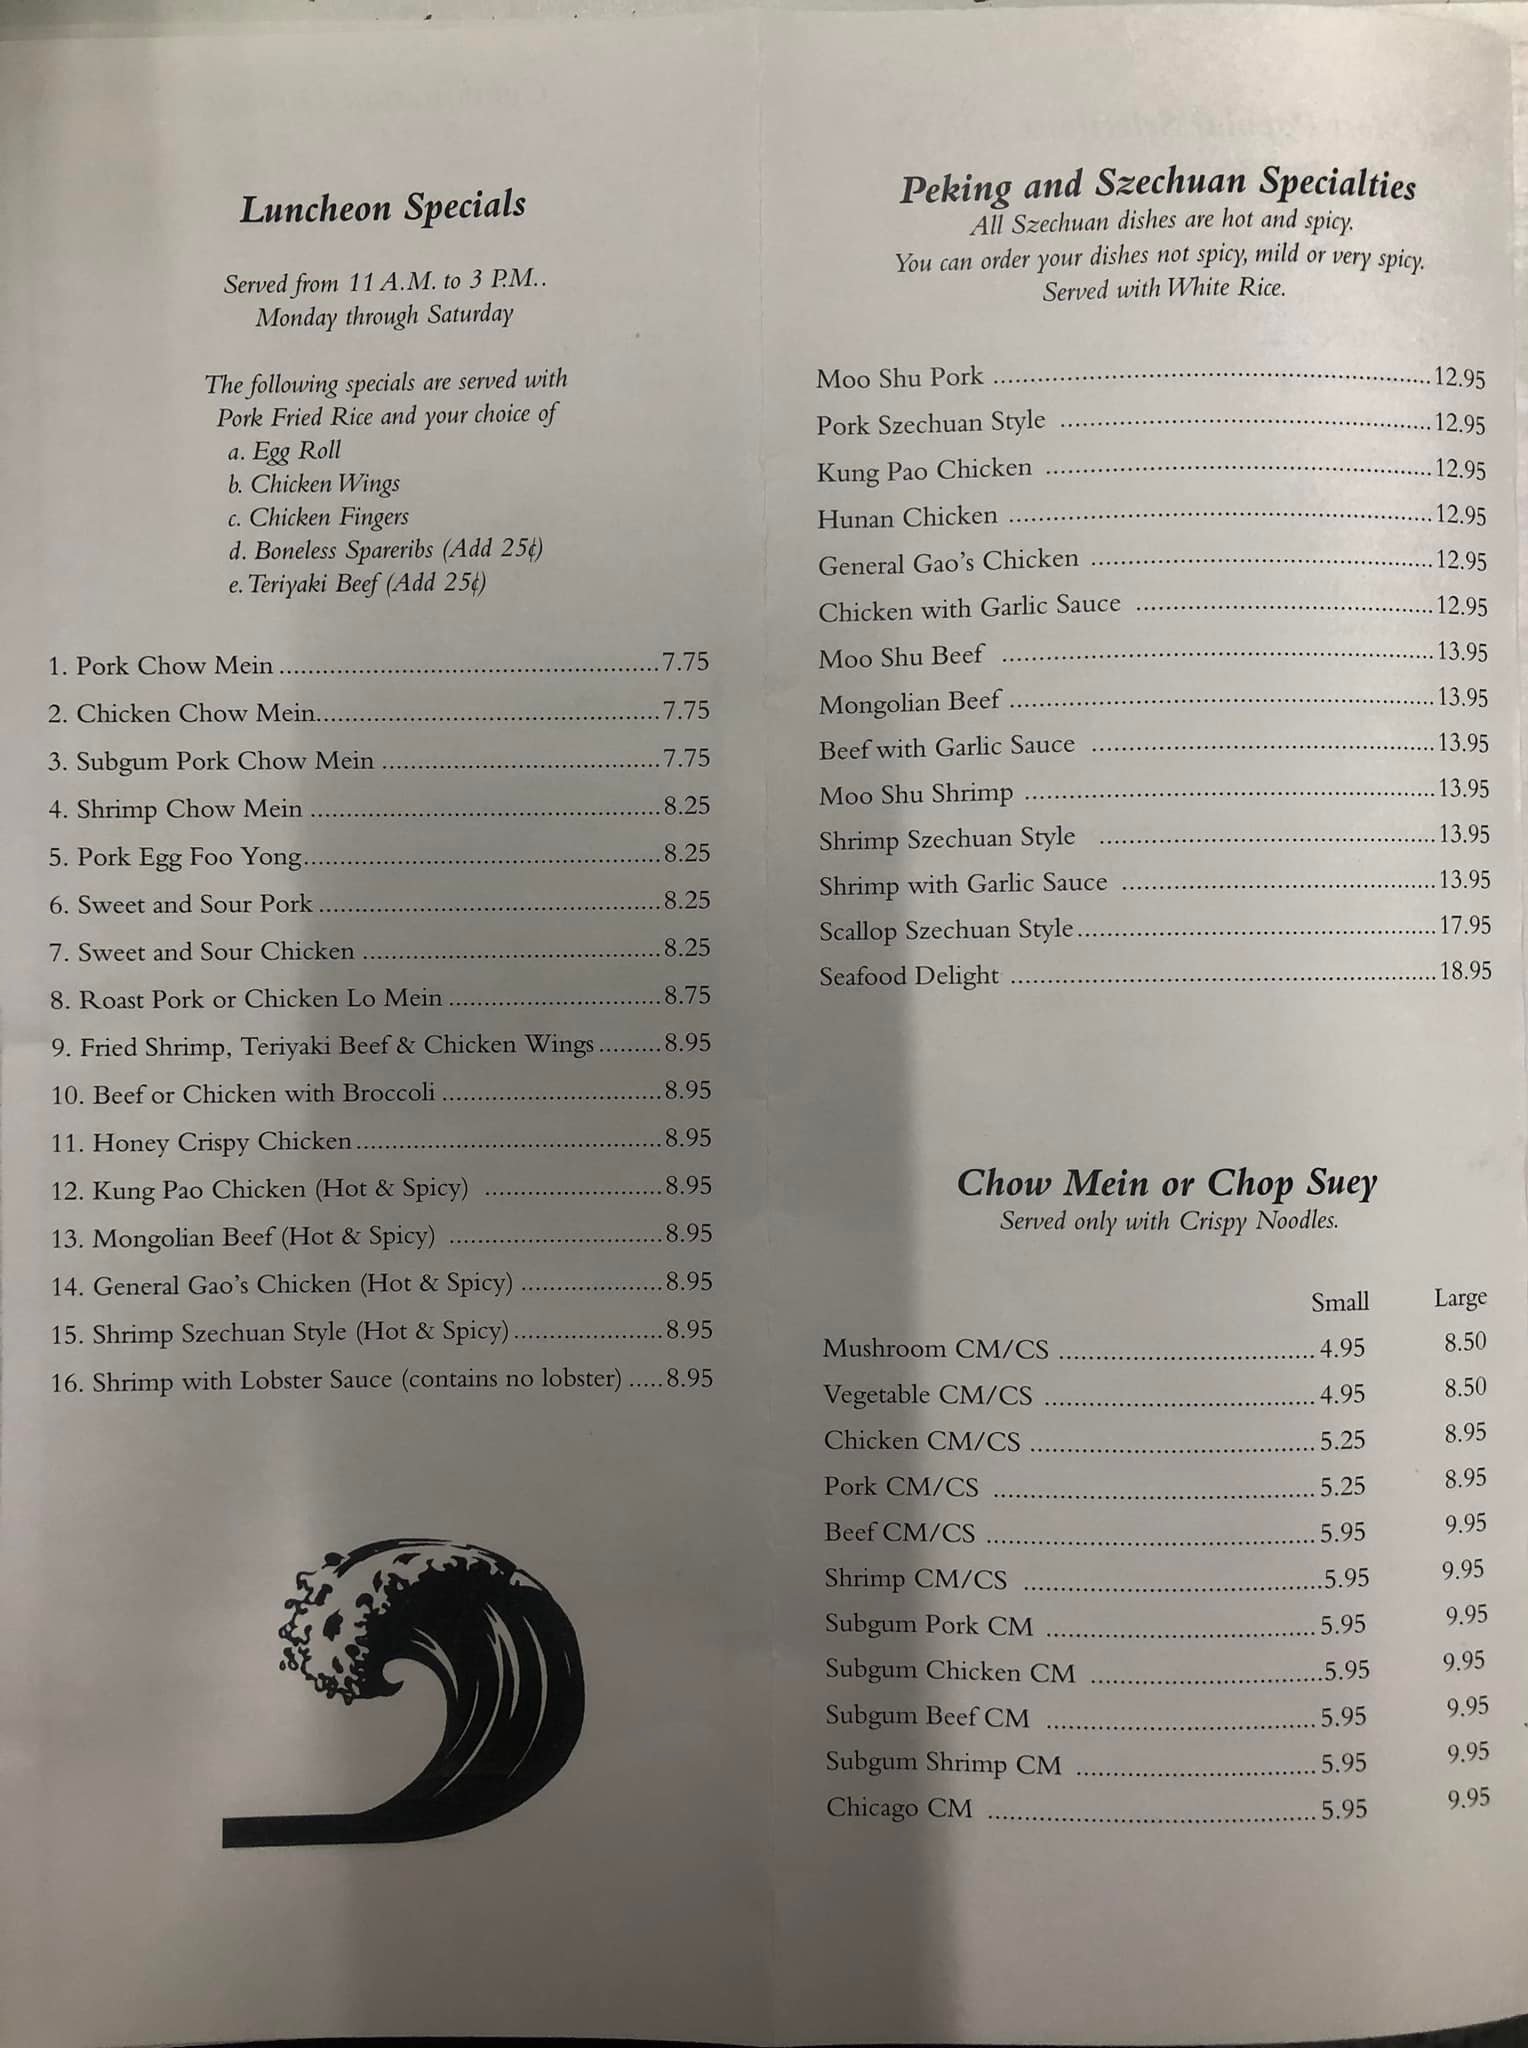 Luncheon Specials
Served from 11 A.M. to 3 P.M..
Monday through Saturday
The following specials are served with
Pork Fried Rice and your choice of
a. Egg Roll
b. Chicken Wings
c. Chicken Fingers
d. Boneless Spareribs (Add 25¢)
e. Teriyaki Beef (Add 25¢)
1. Pork Chow Mein ........ 7.75
2. Chicken Chow Mein ........ 7.75
3. Subgum Pork Chow Mein ........ 7.75
4. Shrimp Chow Mein ........ 8.25
5. Pork Egg Foo Yong ........ 8.25
6. Sweet and Sour Pork ........ 8.25
7. Sweet and Sour Chicken ........ 8.25
8. Roast Pork or Chicken Lo Mein ........ 8.75
9. Fried Shrimp, Teriyaki Beef & Chicken Wings ........ 8.95
10. Beef or Chicken with Broccoli ........ 8.95
11. Honey Crispy Chicken ........ 8.95
12. Kung Pao Chicken (Hot & Spicy) ........ 8.95
13. Mongolian Beef (Hot & Spicy) ........ 8.95
14. General Gao's Chicken (Hot & Spicy) ........ 8.95
15. Shrimp Szechuan Style (Hot & Spicy) ........ 8.95
16. Shrimp with Lobster Sauce (contains no lobster) ..... 8.95
Peking and Szechuan Specialties
All Szechuan dishes are hot and spicy.
You can order your dishes not spicy, mild or very spicy.
Served with White Rice.
Moo Shu Pork ........ 12.95
Pork Szechuan Style ........ 12.95
Kung Pao Chicken ........ 12.95
Hunan Chicken ........ 12.95
General Gao's Chicken ........ 12.95
Chicken with Garlic Sauce ........ 12.95
Moo Shu Beef ........ 13.95
Mongolian Beef ........ 13.95
Beef with Garlic Sauce ........ 13.95
Moo Shu Shrimp ........ 13.95
Shrimp Szechuan Style ........ 13.95
Shrimp with Garlic Sauce ........ 13.95
Scallop Szechuan Style ........ 17.95
Seafood Delight ........ 18.95
Chow Mein or Chop Suey
Served only with Crispy Noodles.
Small Large
Mushroom CM/CS ........ 4.95 8.50
Vegetable CM/CS ........ 4.95 8.50
Chicken CM/CS ........ 5.25 8.95
Pork CM/CS ........ 5.25 8.95
Beef CM/CS ........ 5.95 9.95
Shrimp CM/CS ........ 5.95 9.95
Subgum Pork CM ........ 5.95 9.95
Subgum Chicken CM ........ 5.95 9.95
Subgum Beef CM ........ 5.95 9.95
Subgum Shrimp CM ........ 5.95 9.95
Chicago CM ........ 5.95 9.95